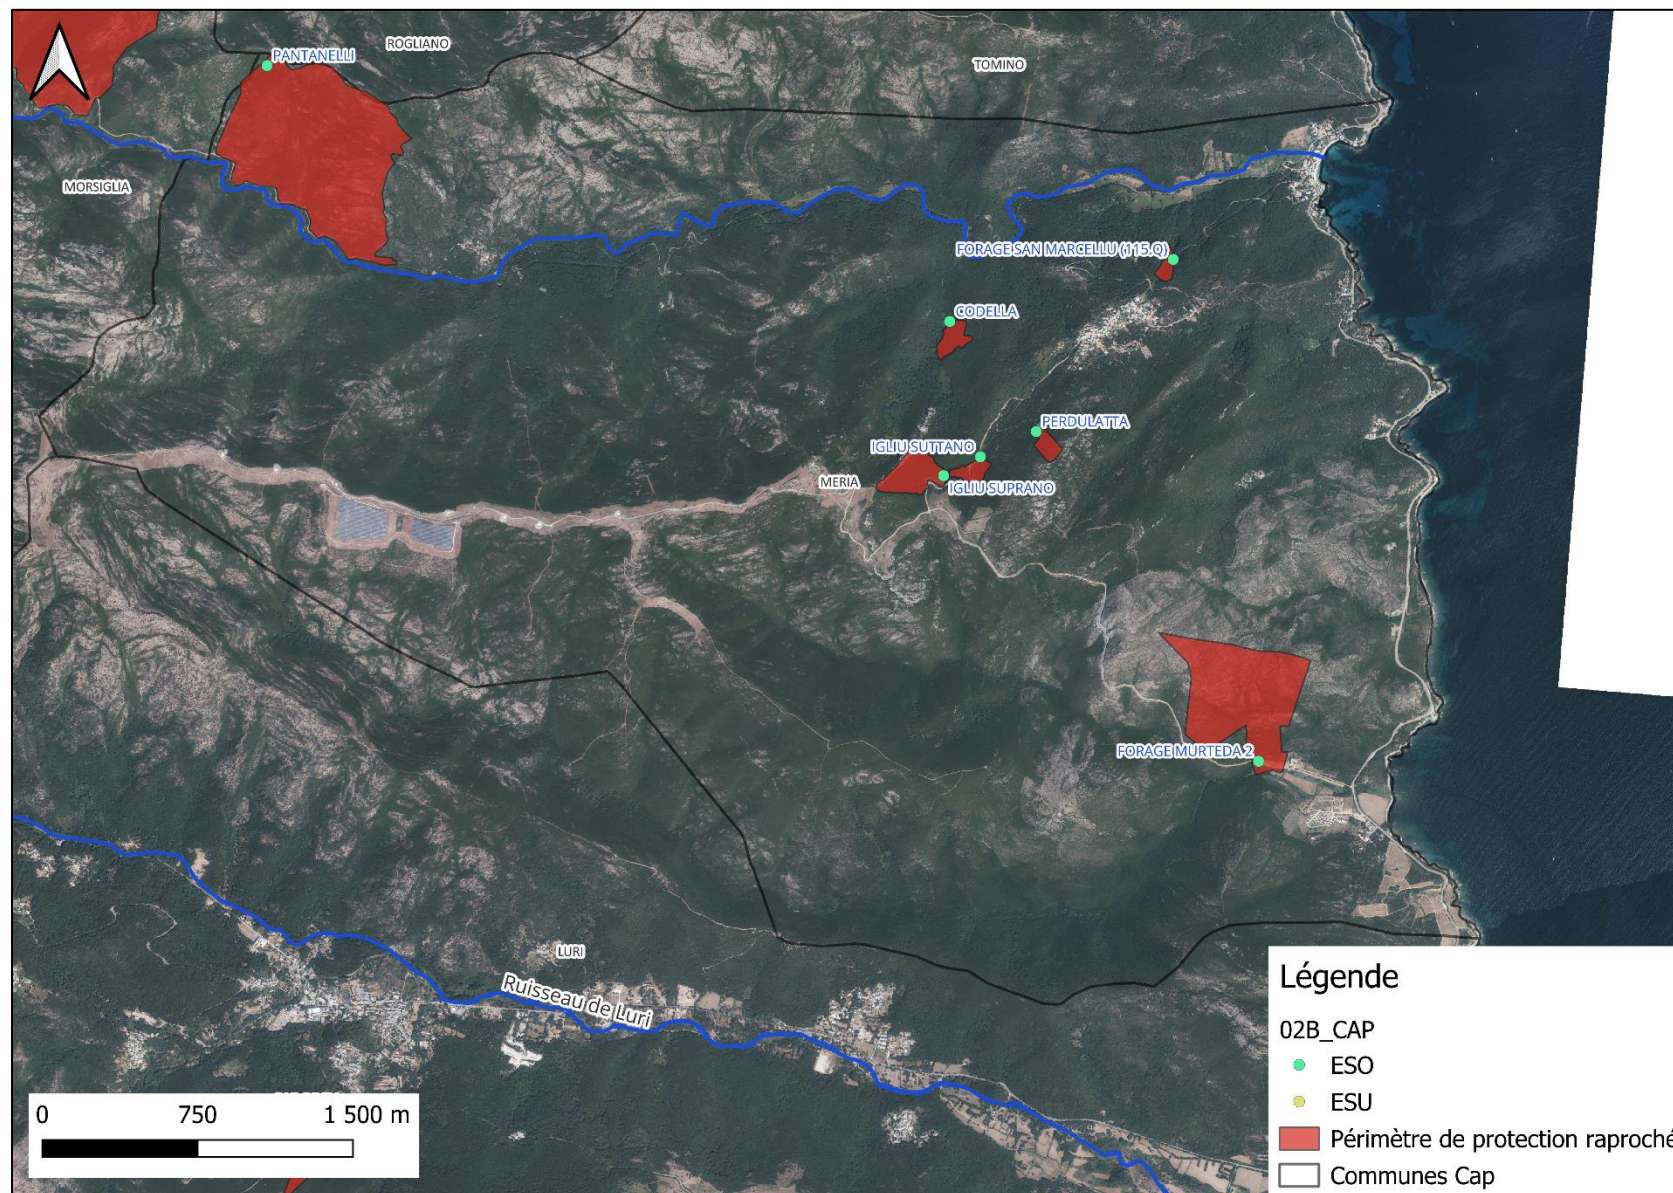 ROGLIANO
PANTANELLI
TOMINO
MORSIGLIA
FORAGE SAN MARCELLU (115.Q)
CODELLA
PERDULATTA
IGLIU SUTTANO
MERIA
IGLIU SUPRANO
FORAGE MURTEDA 2
LURI
Ruisseau de Luri
Légende
02B_CAP
ESO
ESU
Périmètre de protection raproché
Communes Cap
0 750 1 500 m